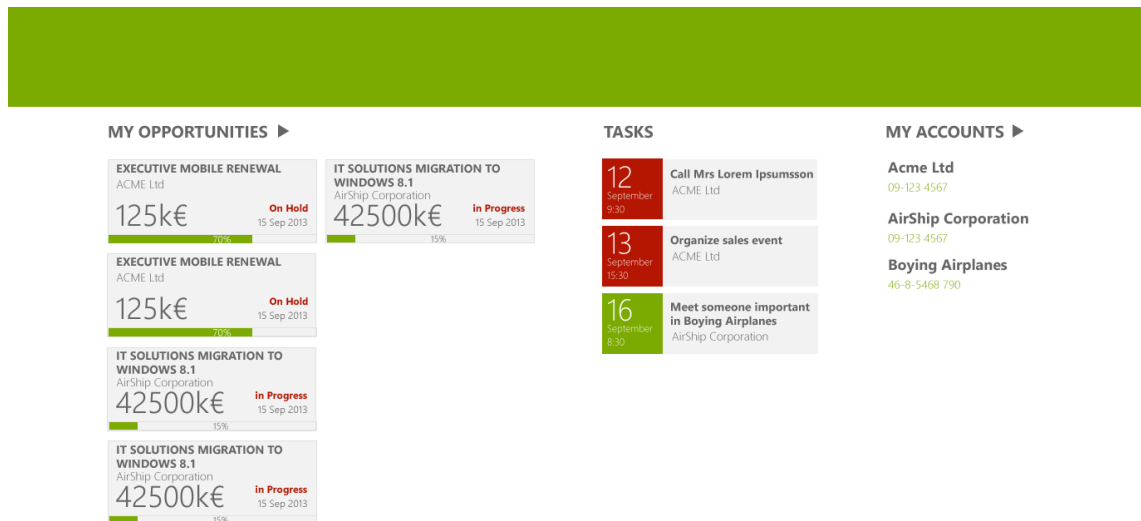 MY OPPORTUNITIES
EXECUTIVE MOBILE RENEWAL
ACME Ltd
125k€
On Hold
15 Sep 2013
70%
EXECUTIVE MOBILE RENEWAL
ACME Ltd
125k€
On Hold
15 Sep 2013
70%
IT SOLUTIONS MIGRATION TO
WINDOWS 8.1
AirShip Corporation
42500k€
in Progress
15 Sep 2013
15%
IT SOLUTIONS MIGRATION TO
WINDOWS 8.1
AirShip Corporation
42500k€
in Progress
15 Sep 2013
15%
IT SOLUTIONS MIGRATION TO
WINDOWS 8.1
AirShip Corporation
42500k€
in Progress
15 Sep 2013
15%
TASKS
12
September
9:30
Call Mrs Lorem Ipsumsson
ACME Ltd
13
September
15:30
Organize sales event
ACME Ltd
16
September
8:30
Meet someone important
in Boying Airplanes
AirShip Corporation
MY ACCOUNTS
Acme Ltd
09-123 4567
AirShip Corporation
09-123 4567
Boying Airplanes
46-8-5468 790